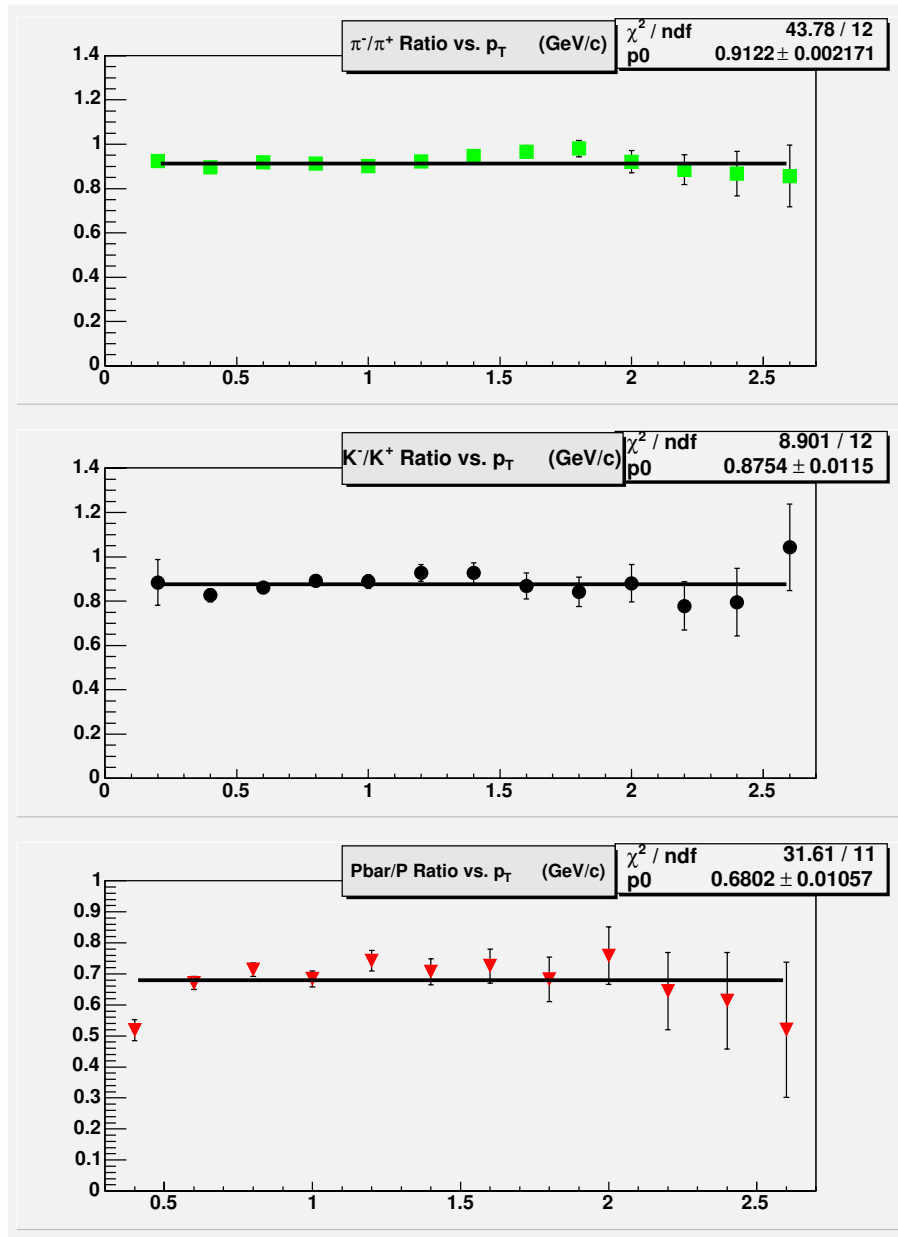 π⁻/π⁺ Ratio vs. p_T (GeV/c)
χ² / ndf 43.78 / 12
p0 0.9122 ± 0.002171
1.4
1.2
1
0.8
0.6
0.4
0.2
0
0 0.5 1 1.5 2 2.5
K⁻/K⁺ Ratio vs. p_T (GeV/c)
χ² / ndf 8.901 / 12
p0 0.8754 ± 0.0115
1.4
1.2
1
0.8
0.6
0.4
0.2
0
0 0.5 1 1.5 2 2.5
Pbar/P Ratio vs. p_T (GeV/c)
χ² / ndf 31.61 / 11
p0 0.6802 ± 0.01057
1
0.9
0.8
0.7
0.6
0.5
0.4
0.3
0.2
0.1
0
0.5 1 1.5 2 2.5